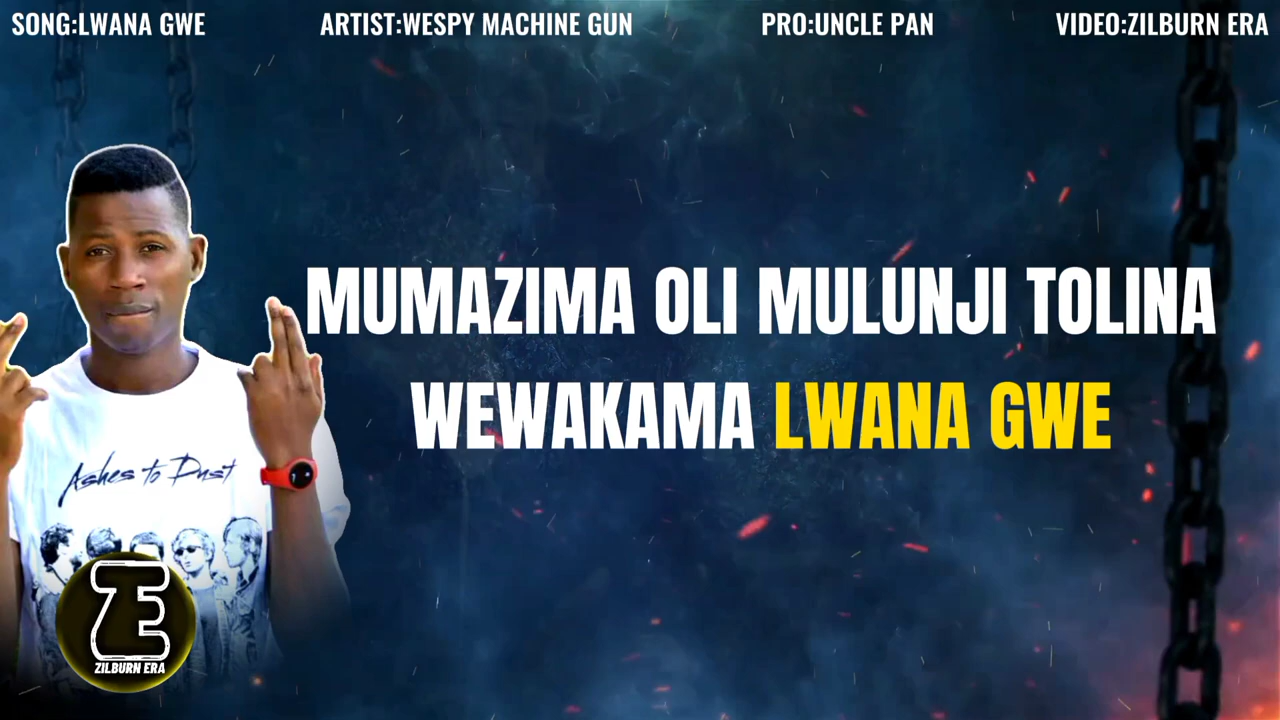 SONG:LWANA GWE ARTIST:WESPY MACHINE GUN PRO:UNCLE PAN VIDEO:ZILBURN ERA
MUMAZIMA OLI MULUNJI TOLINA
WEWAKAMA LWANA GWE
Ashes to Dust
ZE
ZILBURN ERA